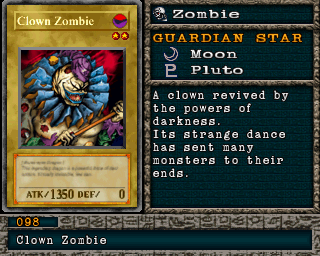 Clown Zombie
ATK/1350 DEF/ 0
Zombie
GUARDIAN STAR
Moon
Pluto
A clown revived by
the powers of
darkness.
Its strange dance
has sent many
monsters to their
ends.
098
Clown Zombie